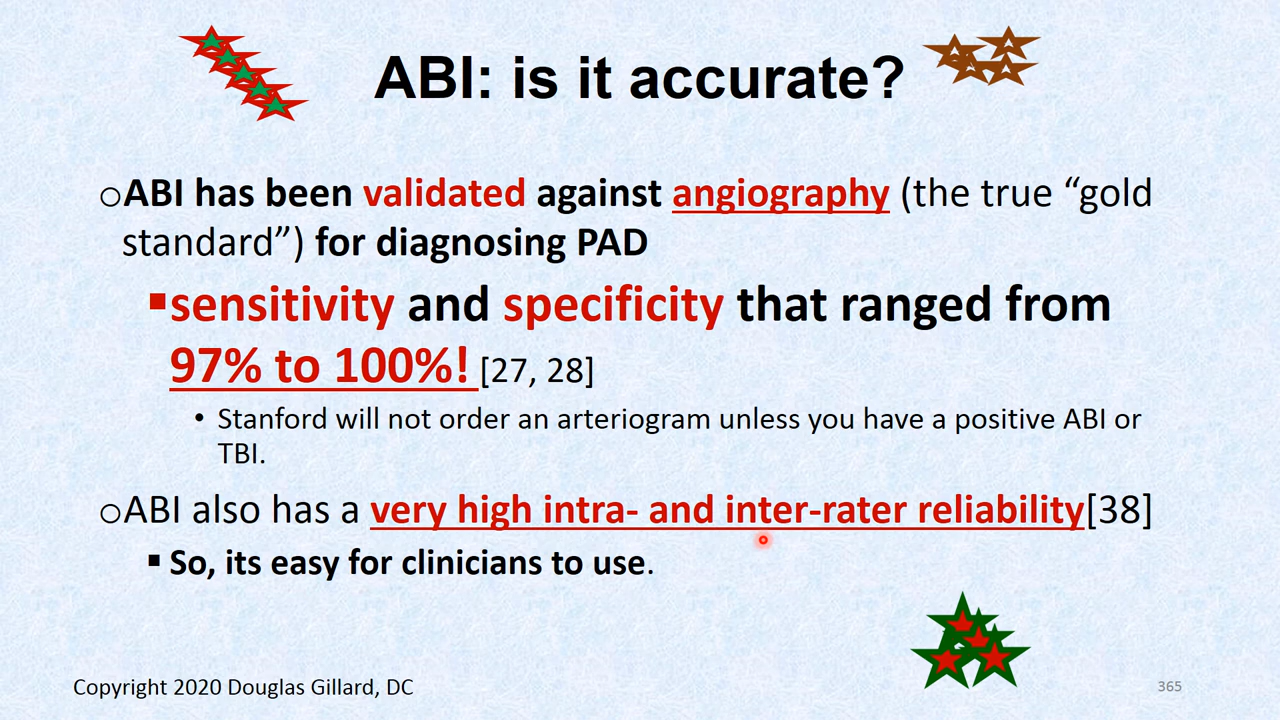 ABI: is it accurate?
○ABI has been validated against angiography (the true “gold
standard”) for diagnosing PAD
▪sensitivity and specificity that ranged from
97% to 100%! [27, 28]
• Stanford will not order an arteriogram unless you have a positive ABI or
TBI.
○ABI also has a very high intra- and inter-rater reliability[38]
▪ So, its easy for clinicians to use.
Copyright 2020 Douglas Gillard, DC
365